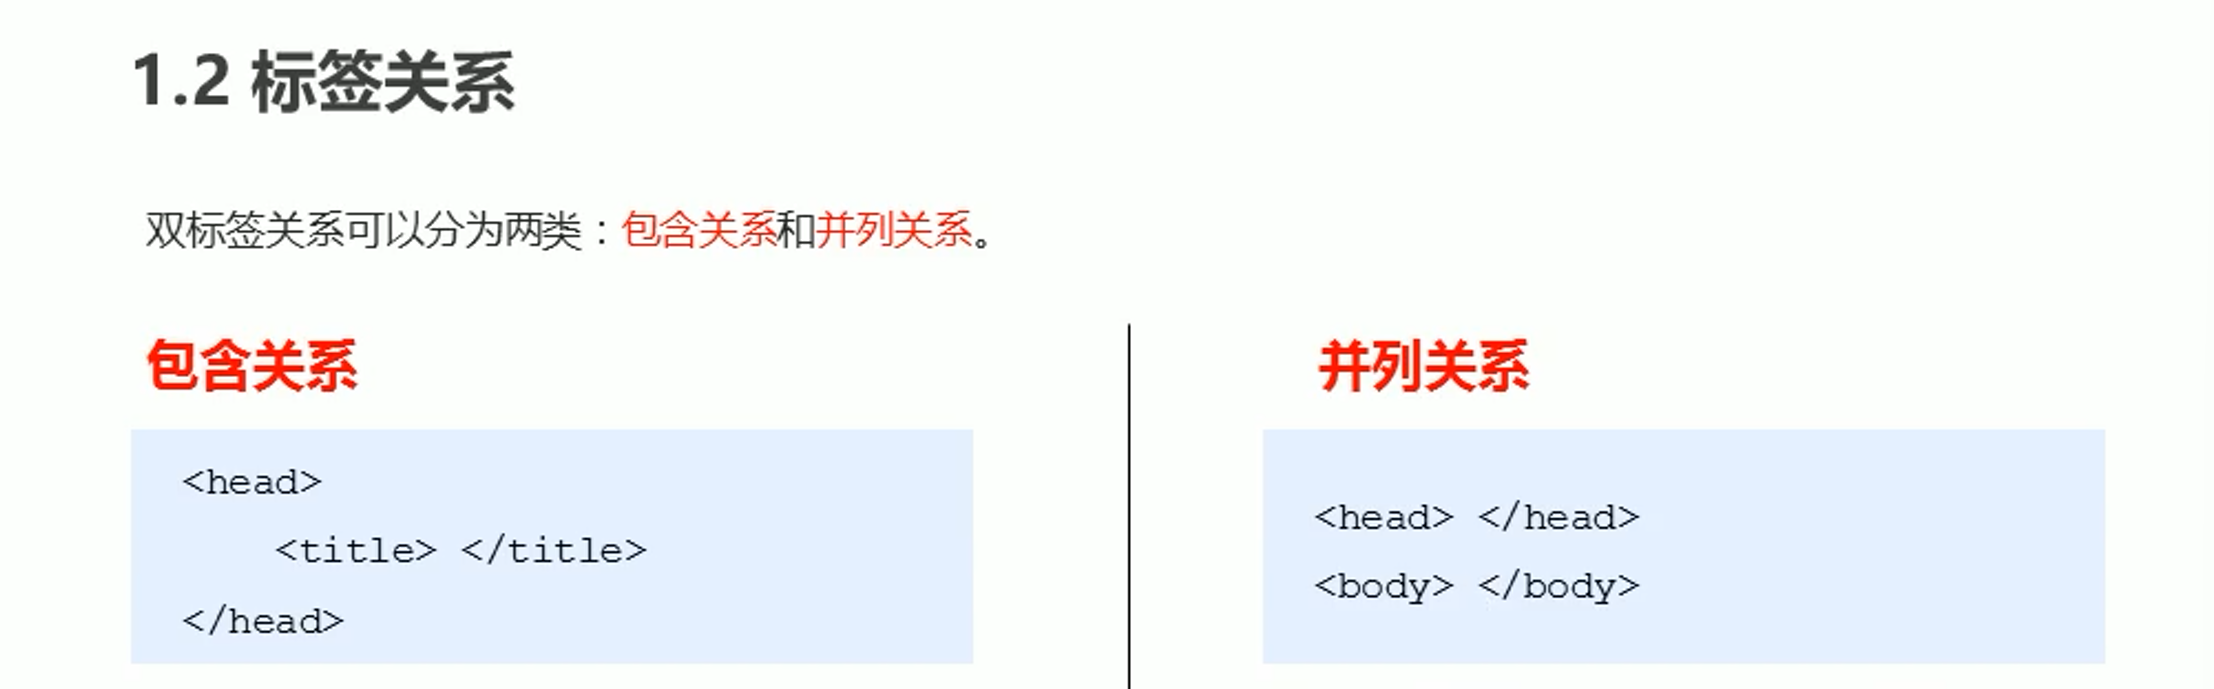 1.2 标签关系
双标签关系可以分为两类：包含关系和并列关系。
包含关系
<head>
<title> </title>
</head>
并列关系
<head> </head>
<body> </body>